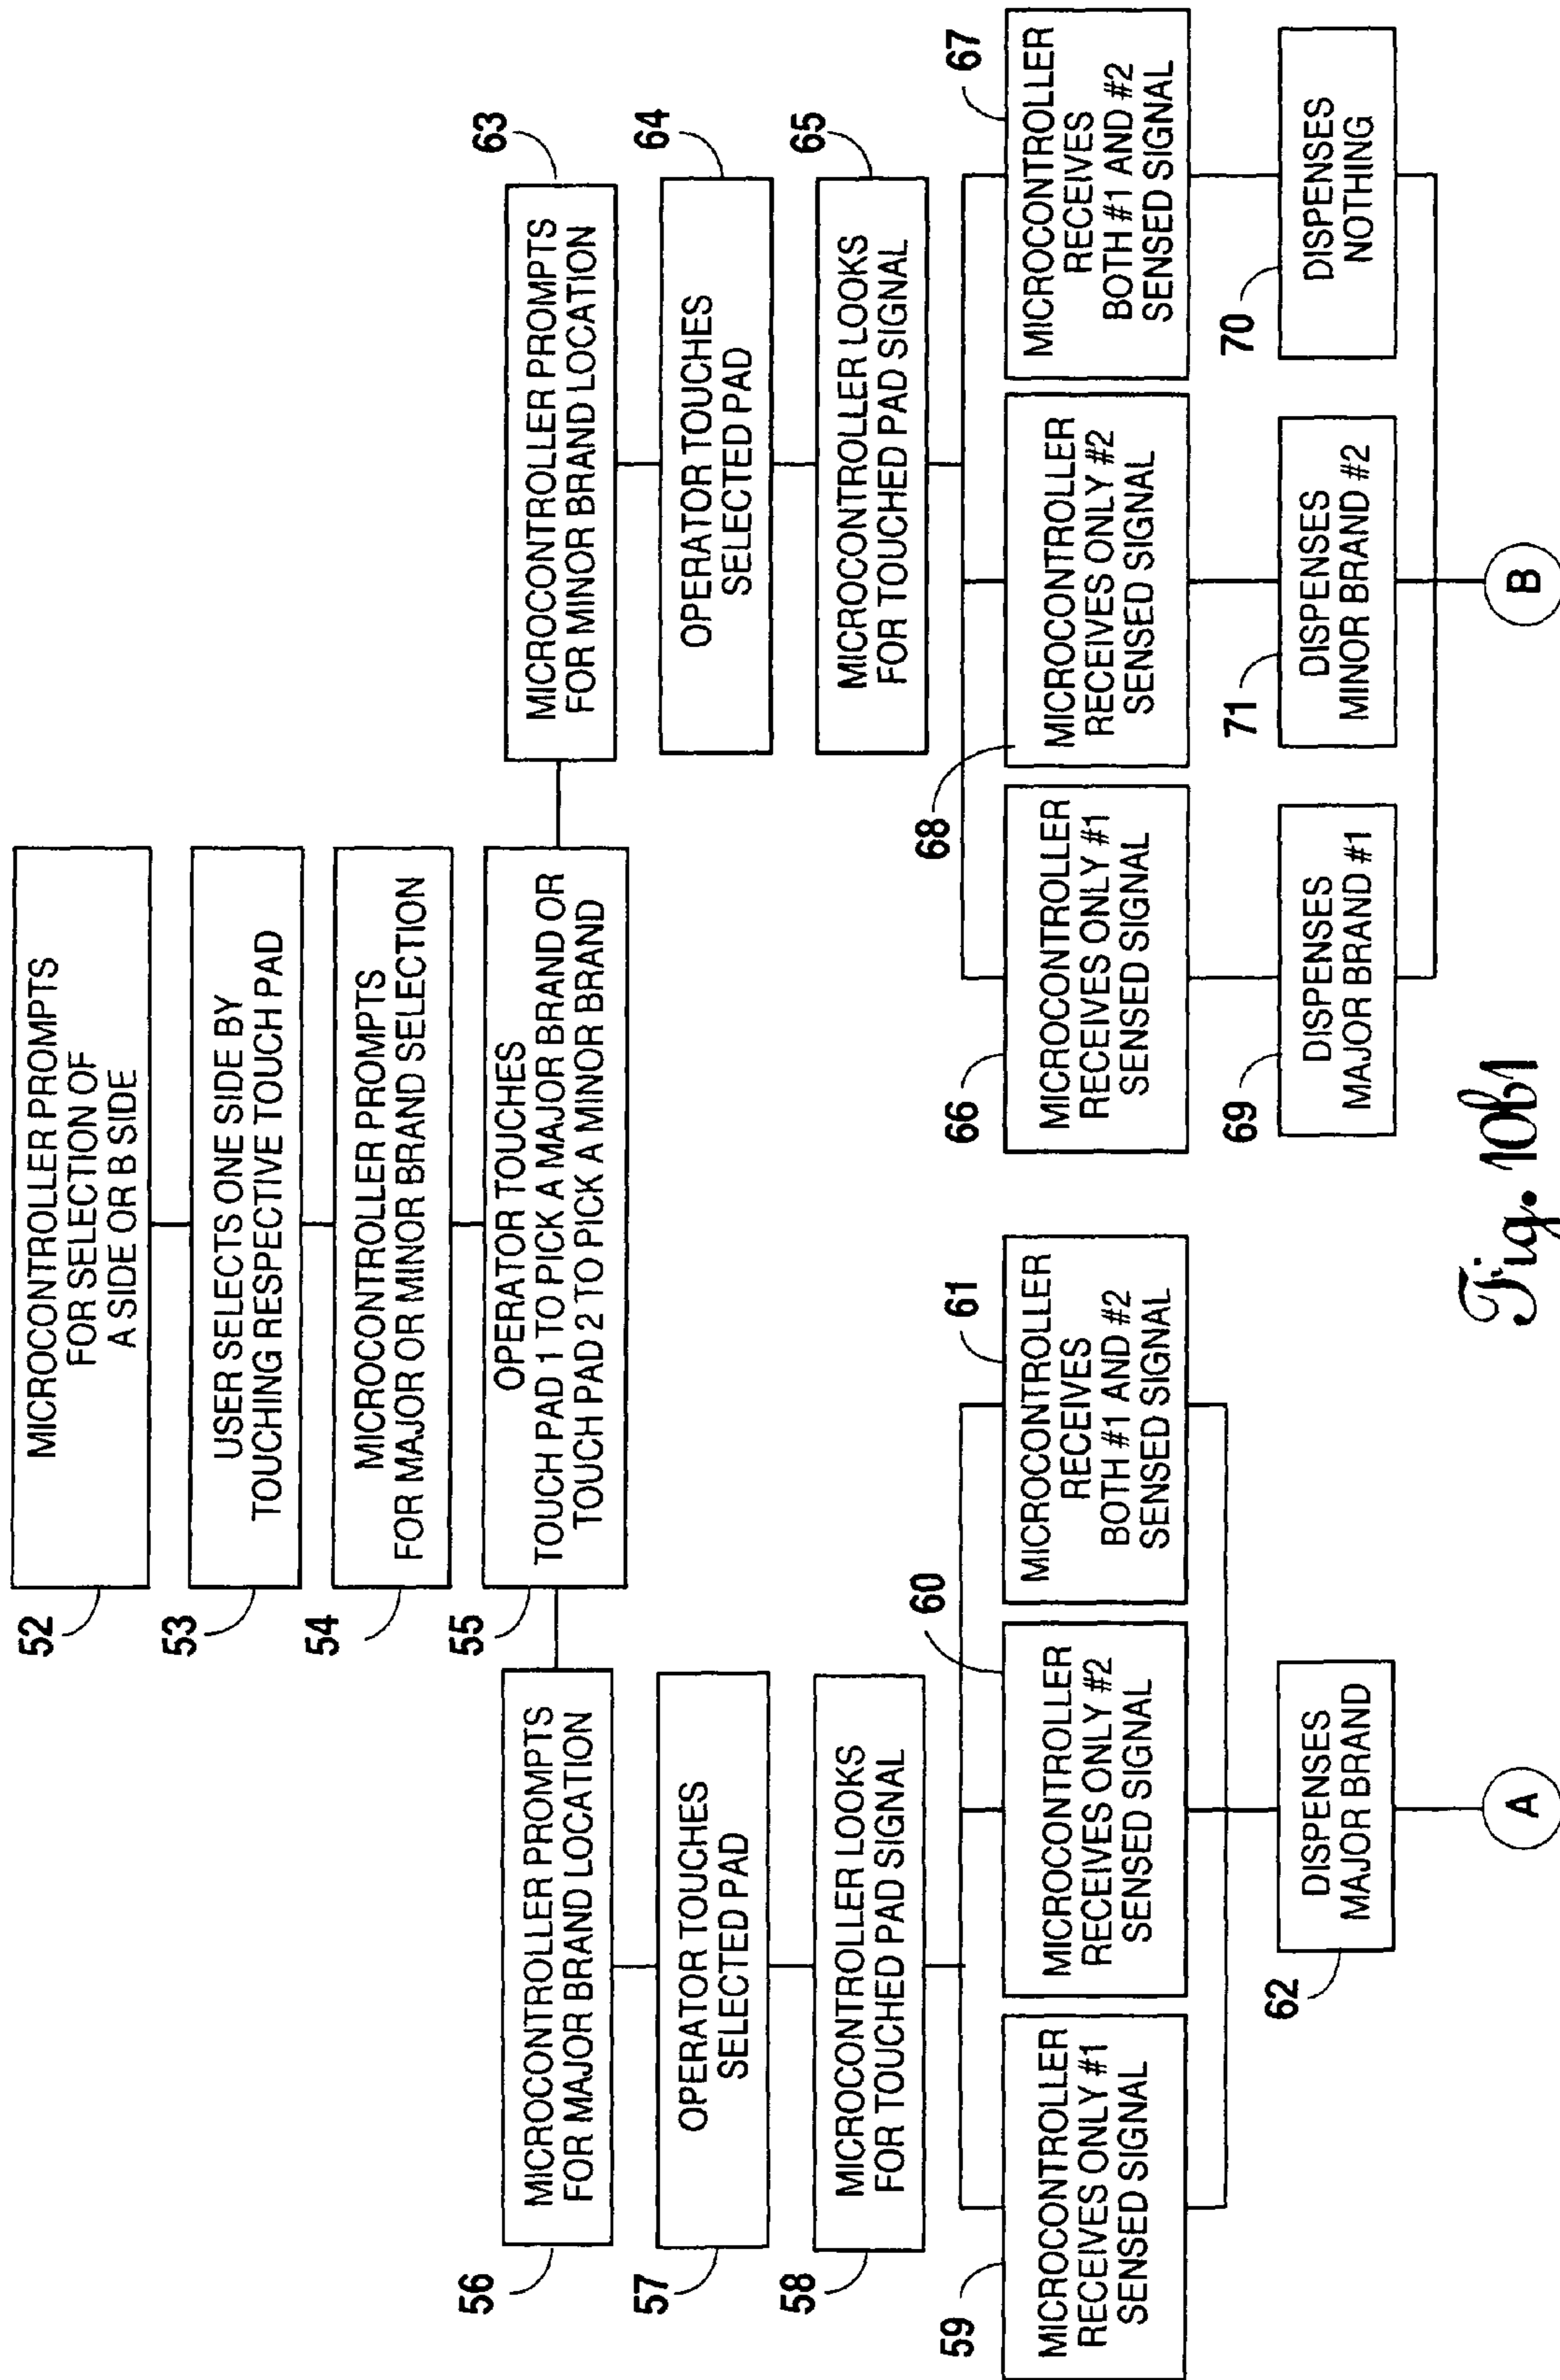 52
MICROCONTROLLER PROMPTS
FOR SELECTION OF
A SIDE OR B SIDE
53
USER SELECTS ONE SIDE BY
TOUCHING RESPECTIVE TOUCH PAD
54
MICROCONTROLLER PROMPTS
FOR MAJOR OR MINOR BRAND SELECTION
55
OPERATOR TOUCHES
TOUCH PAD 1 TO PICK A MAJOR BRAND OR
TOUCH PAD 2 TO PICK A MINOR BRAND
56
MICROCONTROLLER PROMPTS
FOR MAJOR BRAND LOCATION
57
OPERATOR TOUCHES
SELECTED PAD
58
MICROCONTROLLER LOOKS
FOR TOUCHED PAD SIGNAL
59
MICROCONTROLLER
RECEIVES ONLY #1
SENSED SIGNAL
60
MICROCONTROLLER
RECEIVES ONLY #2
SENSED SIGNAL
61
MICROCONTROLLER
RECEIVES
BOTH #1 AND #2
SENSED SIGNAL
62
DISPENSES
MAJOR BRAND
A
63
MICROCONTROLLER PROMPTS
FOR MINOR BRAND LOCATION
64
OPERATOR TOUCHES
SELECTED PAD
65
MICROCONTROLLER LOOKS
FOR TOUCHED PAD SIGNAL
66
MICROCONTROLLER
RECEIVES ONLY #1
SENSED SIGNAL
68
MICROCONTROLLER
RECEIVES ONLY #2
SENSED SIGNAL
67
MICROCONTROLLER
RECEIVES
BOTH #1 AND #2
SENSED SIGNAL
69
DISPENSES
MAJOR BRAND #1
71
DISPENSES
MINOR BRAND #2
70
DISPENSES
NOTHING
B
Fig. 10b1